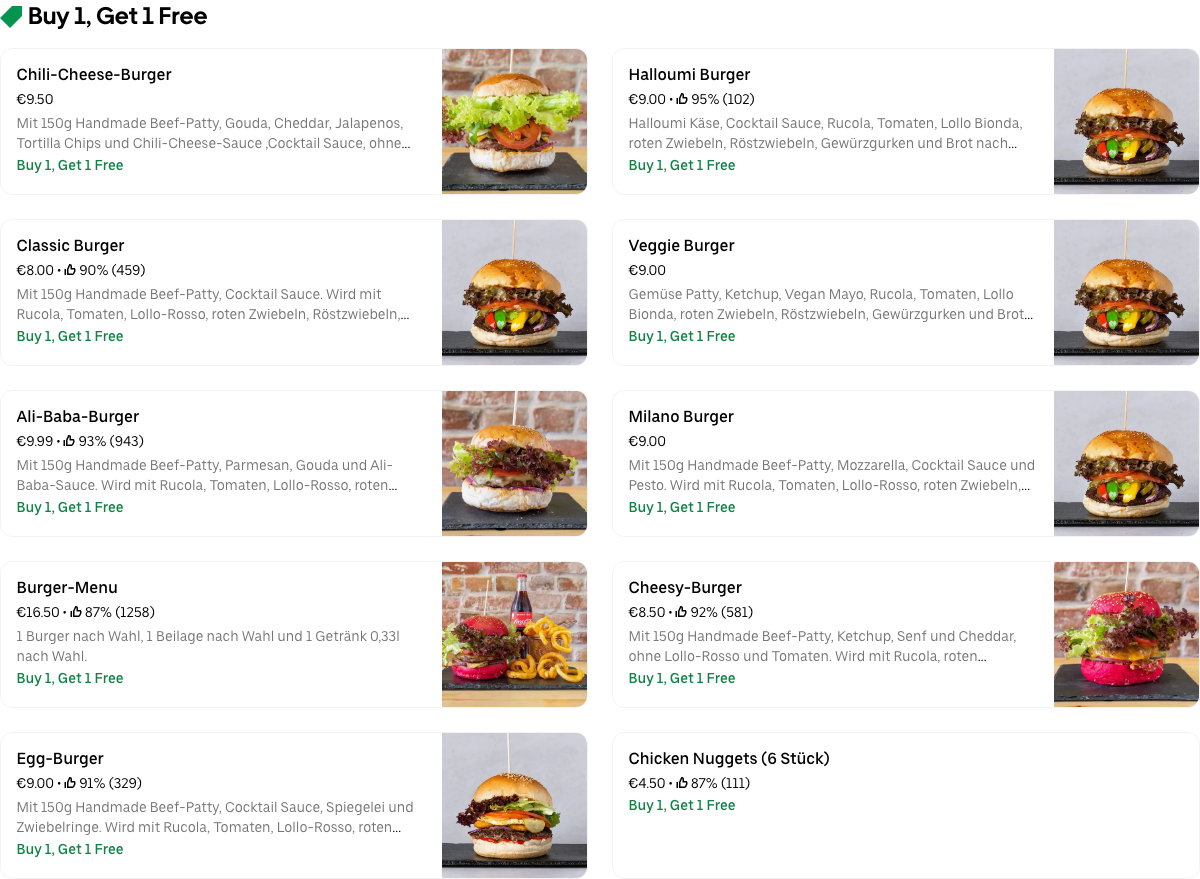 Buy 1, Get 1 Free
Chili-Cheese-Burger
€9.50
Mit 150g Handmade Beef-Patty, Gouda, Cheddar, Jalapenos,
Tortilla Chips und Chili-Cheese-Sauce ,Cocktail Sauce, ohne...
Buy 1, Get 1 Free
Halloumi Burger
€9.00 • 95% (102)
Halloumi Käse, Cocktail Sauce, Rucola, Tomaten, Lollo Bionda,
roten Zwiebeln, Röstzwiebeln, Gewürzgurken und Brot nach...
Buy 1, Get 1 Free
Classic Burger
€8.00 • 90% (459)
Mit 150g Handmade Beef-Patty, Cocktail Sauce. Wird mit
Rucola, Tomaten, Lollo-Rosso, roten Zwiebeln, Röstzwiebeln,...
Buy 1, Get 1 Free
Veggie Burger
€9.00
Gemüse Patty, Ketchup, Vegan Mayo, Rucola, Tomaten, Lollo
Bionda, roten Zwiebeln, Röstzwiebeln, Gewürzgurken und Brot...
Buy 1, Get 1 Free
Ali-Baba-Burger
€9.99 • 93% (943)
Mit 150g Handmade Beef-Patty, Parmesan, Gouda und Ali-
Baba-Sauce. Wird mit Rucola, Tomaten, Lollo-Rosso, roten...
Buy 1, Get 1 Free
Milano Burger
€9.00
Mit 150g Handmade Beef-Patty, Mozzarella, Cocktail Sauce und
Pesto. Wird mit Rucola, Tomaten, Lollo-Rosso, roten Zwiebeln,...
Buy 1, Get 1 Free
Burger-Menu
€16.50 • 87% (1258)
1 Burger nach Wahl, 1 Beilage nach Wahl und 1 Getränk 0,33l
nach Wahl.
Buy 1, Get 1 Free
Cheesy-Burger
€8.50 • 92% (581)
Mit 150g Handmade Beef-Patty, Ketchup, Senf und Cheddar,
ohne Lollo-Rosso und Tomaten. Wird mit Rucola, roten...
Buy 1, Get 1 Free
Egg-Burger
€9.00 • 91% (329)
Mit 150g Handmade Beef-Patty, Cocktail Sauce, Spiegelei und
Zwiebelringe. Wird mit Rucola, Tomaten, Lollo-Rosso, roten...
Buy 1, Get 1 Free
Chicken Nuggets (6 Stück)
€4.50 • 87% (111)
Buy 1, Get 1 Free